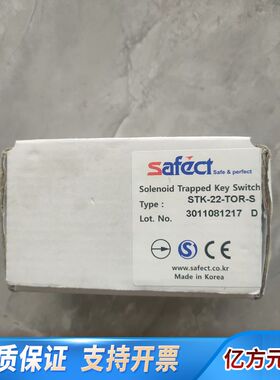 safect
Safe & perfect
Solenoid Trapped Key Switch
Type : STK-22-TOR-S
Lot. No. 3011081217 D
S
www.safect.co.kr
Made in Korea
质保证 支持开票 亿方元